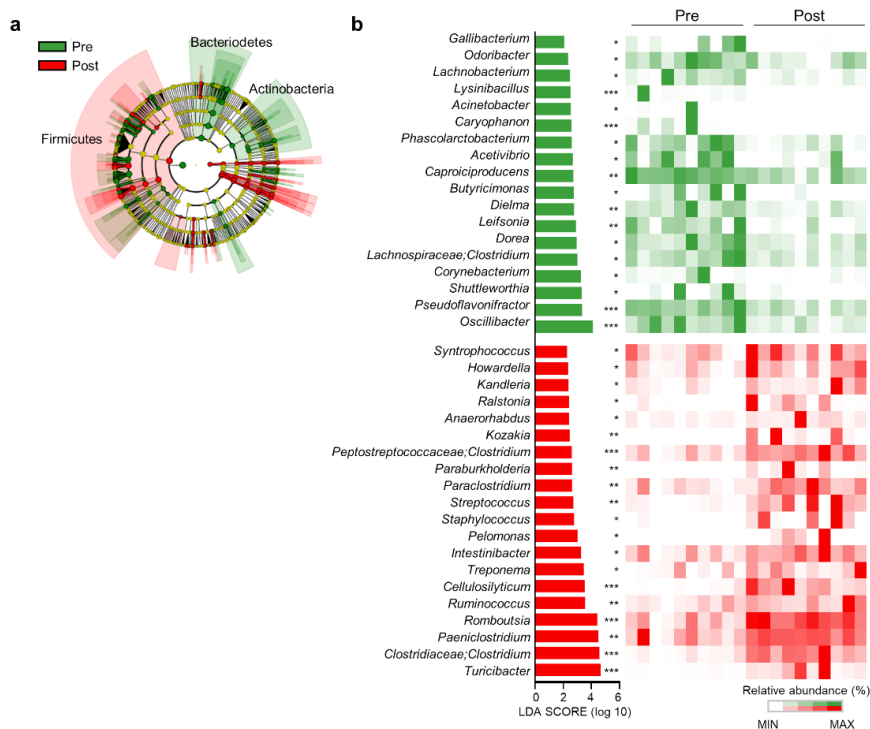 a
Pre
Post
Bacteriodetes
Actinobacteria
Firmicutes
b
Pre
Post
Gallibacterium *
Odoribacter *
Lachnobacterium *
Lysinibacillus ***
Acinetobacter *
Caryophanon ***
Phascolarctobacterium *
Acetivibrio *
Caproiciproducens **
Butyricimonas *
Dielma **
Leifsonia **
Dorea *
Lachnospiraceae;Clostridium *
Corynebacterium *
Shuttleworthia *
Pseudoflavonifractor ***
Oscillibacter ***
Syntrophococcus *
Howardella *
Kandleria *
Ralstonia *
Anaerorhabdus *
Kozakia **
Peptostreptococcaceae;Clostridium ***
Paraburkholderia **
Paraclostridium **
Streptococcus **
Staphylococcus *
Pelomonas *
Intestinibacter *
Treponema *
Cellulosilyticum ***
Ruminococcus **
Romboutsia ***
Paeniclostridium **
Clostridiaceae;Clostridium ***
Turicibacter ***
0 2 4 6
LDA SCORE (log 10)
Relative abundance (%)
MIN MAX